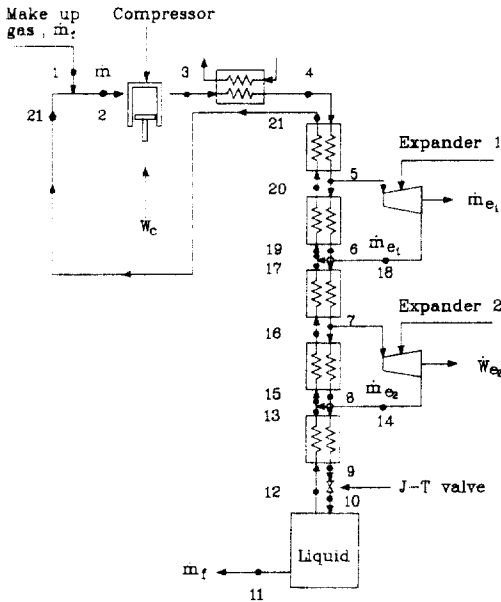 Make up
gas, ṁf
Compressor
1
ṁ
3
4
21
2
21
Expander 1
5
20
ṁe1
Wc
19
6
ṁe1
17
18
Expander 2
7
16
Ẇe2
15
8
ṁe2
13
14
9
12
10
J-T valve
Liquid
ṁf
11